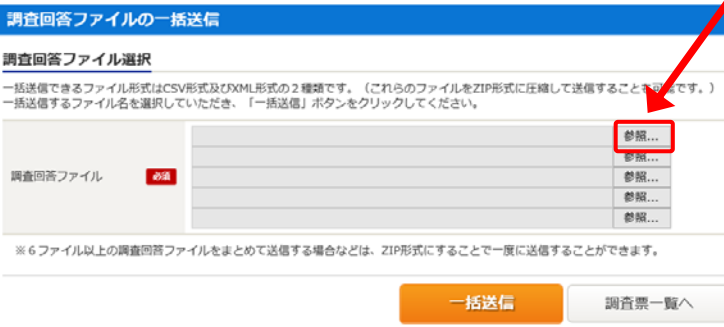 調査回答ファイルの一括送信
調査回答ファイル選択
一括送信できるファイル形式はCSV形式及びXML形式の２種類です。（これらのファイルをZIP形式に圧縮して送信することも可能です。）
一括送信するファイル名を選択していただき、「一括送信」ボタンをクリックしてください。
参照...
参照...
調査回答ファイル 必須 参照...
参照...
参照...
※６ファイル以上の調査回答ファイルをまとめて送信する場合などは、ZIP形式にすることで一度に送信することができます。
一括送信 調査票一覧へ